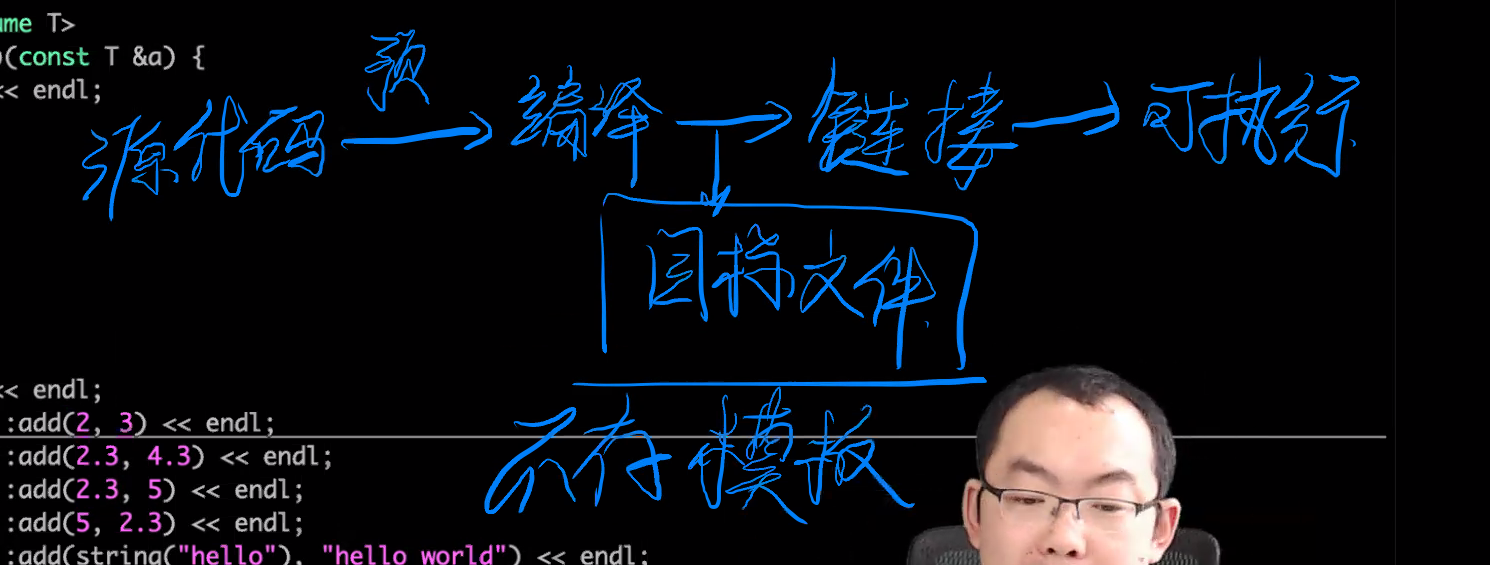 ame T>
(const T &a) {
<< endl;
预
源代码 → 编译 → 链接 → 可执行
目标文件
不存模板
<< endl;
:add(2, 3) << endl;
:add(2.3, 4.3) << endl;
:add(2.3, 5) << endl;
:add(5, 2.3) << endl;
:add(string("hello"), "hello world") << endl;